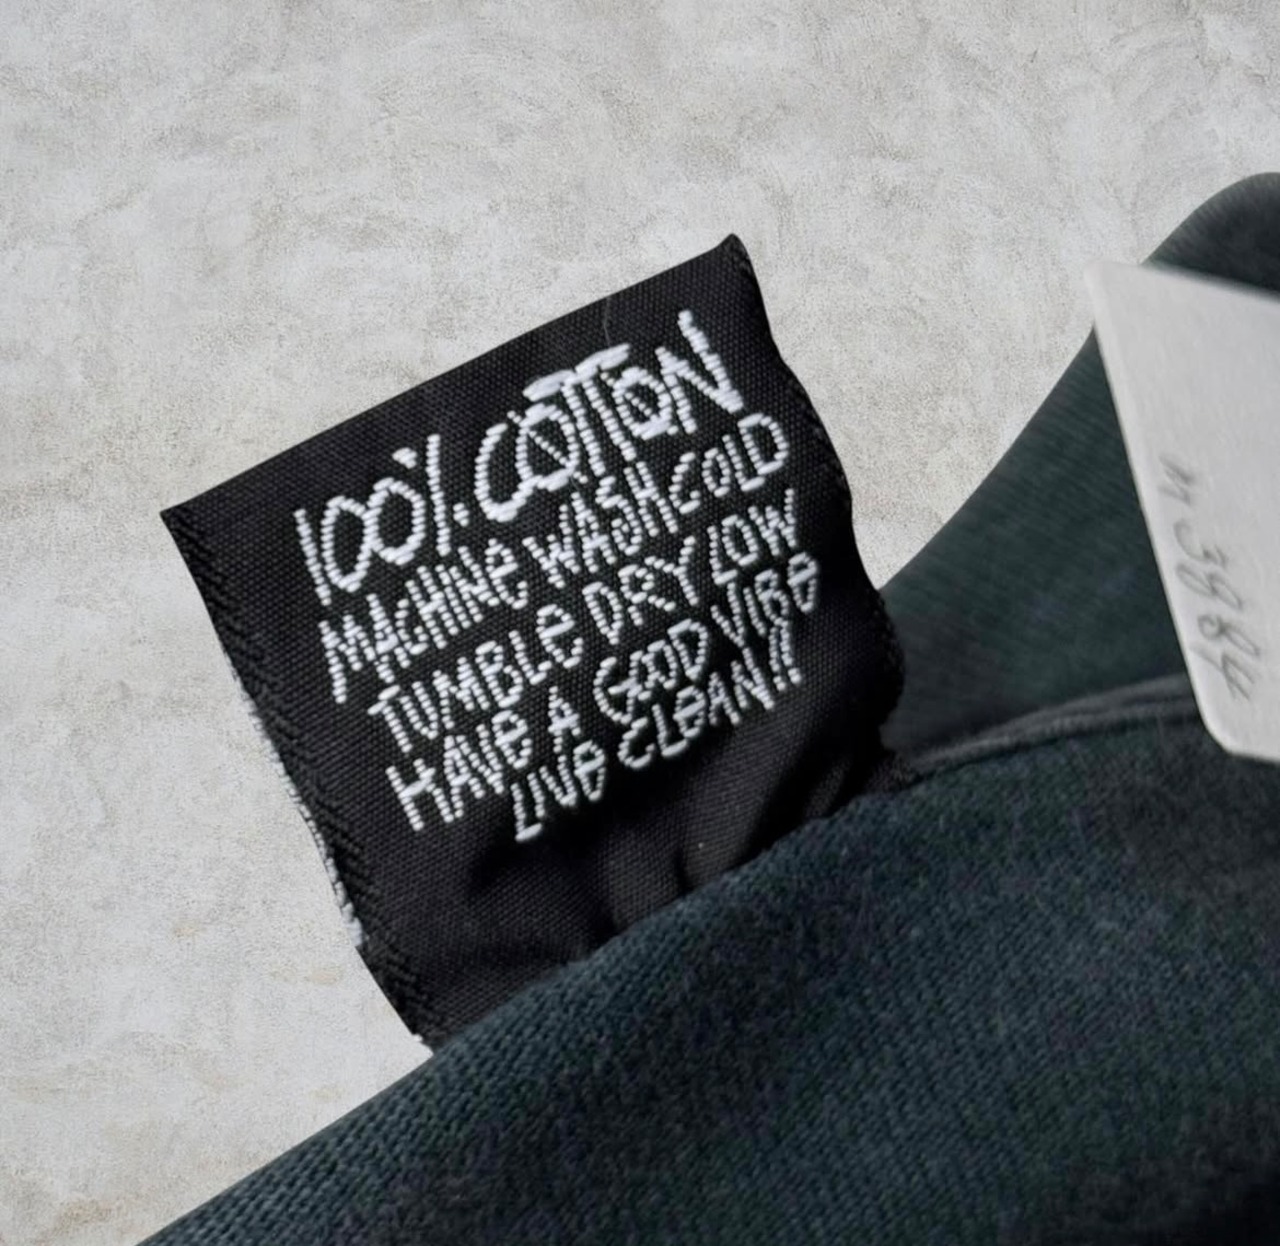 100% COTTON
MACHINE WASH COLD
TUMBLE DRY LOW
HAVE A GOOD VIBE
LIVE CLEAN!!